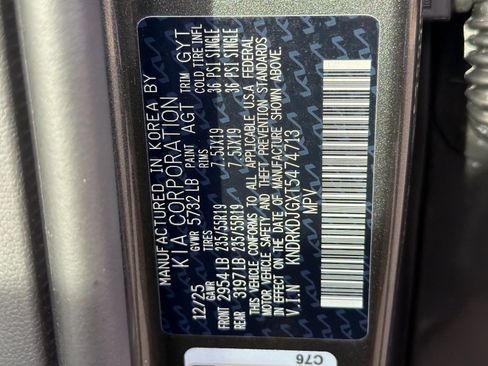 MANUFACTURED IN KOREA BY
KIA CORPORATION
12/25 GVWR 5732 LB PAINT AGT TRIM GYT
GAWR TIRES RIMS COLD TIRE INFL
FRONT 2954 LB 235/55R19 7.5JX19 36 PSI SINGLE
REAR 3197 LB 235/55R19 7.5JX19 36 PSI SINGLE
THIS VEHICLE CONFORMS TO ALL APPLICABLE U.S.A FEDERAL
MOTOR VEHICLE SAFETY AND THEFT PREVENTION STANDARDS
IN EFFECT ON THE DATE OF MANUFACTURE SHOWN ABOVE.
V.I.N KNDRKDJGXT5474713
MPV
C76